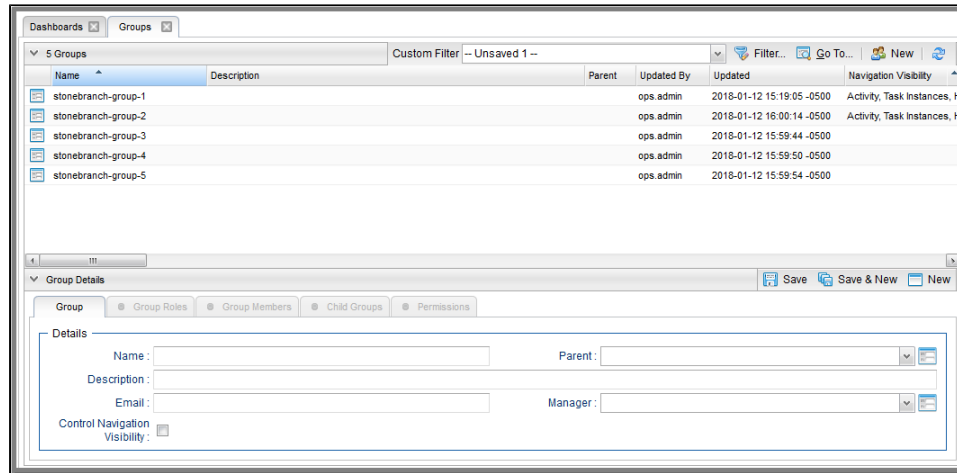 Dashboards Groups
5 Groups Custom Filter -- Unsaved 1 -- Filter... Go To... New
Name Description Parent Updated By Updated Navigation Visibility
stonebranch-group-1 ops.admin 2018-01-12 15:19:05 -0500 Activity, Task Instances, H
stonebranch-group-2 ops.admin 2018-01-12 16:00:14 -0500 Activity, Task Instances, H
stonebranch-group-3 ops.admin 2018-01-12 15:59:44 -0500
stonebranch-group-4 ops.admin 2018-01-12 15:59:50 -0500
stonebranch-group-5 ops.admin 2018-01-12 15:59:54 -0500
Group Details Save Save & New New
Group Group Roles Group Members Child Groups Permissions
Details
Name : Parent :
Description :
Email : Manager :
Control Navigation
Visibility :